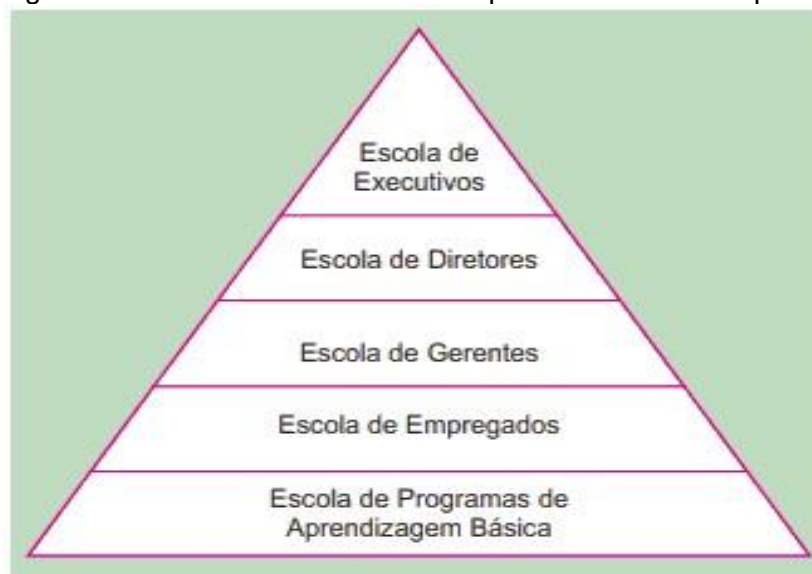 Escola de
Executivos
Escola de Diretores
Escola de Gerentes
Escola de Empregados
Escola de Programas de
Aprendizagem Básica